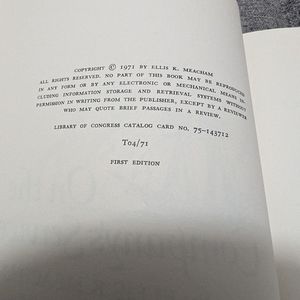 COPYRIGHT © 1971 BY ELLIS K. MEACHAM
ALL RIGHTS RESERVED. NO PART OF THIS BOOK MAY BE REPRODUCED
IN ANY FORM OR BY ANY ELECTRONIC OR MECHANICAL MEANS IN-
CLUDING INFORMATION STORAGE AND RETRIEVAL SYSTEMS WITHOUT
PERMISSION IN WRITING FROM THE PUBLISHER, EXCEPT BY A REVIEWER
WHO MAY QUOTE BRIEF PASSAGES IN A REVIEW.
LIBRARY OF CONGRESS CATALOG CARD NO. 75-143712
T04/71
FIRST EDITION